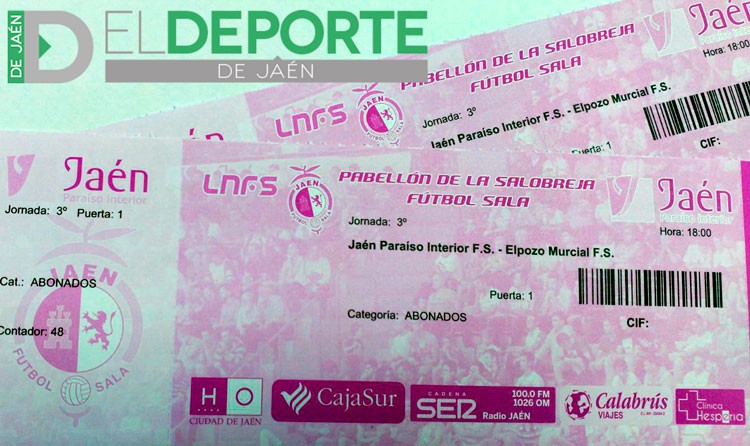 DE JAÉN
D
ELDEPORTE
DE JAÉN
PABELLÓN DE LA SALOBREJA
FÚTBOL SALA
Jaén
Hora: 18:00
LNFS
JAEN
SALA
Jornada: 3º
Jaén Paraíso Interior F.S. - Elpozo Murcial F.S.
Puerta: 1
CIF:
Jaén
Paraíso Interior
Jornada: 3º
Puerta: 1
Cat.: ABONADOS
Contador: 48
JAEN
FUTBOL SALA
LNFS
JAEN
PABELLÓN DE LA SALOBREJA
FÚTBOL SALA
Jaén
Paraíso Interior
Hora: 18:00
Jornada: 3º
Jaén Paraíso Interior F.S. - Elpozo Murcial F.S.
Puerta: 1
Categoría: ABONADOS
CIF:
HO
CIUDAD DE JAÉN
CajaSur
CADENA
SER
100.0 FM
1026 OM
Radio JAÉN
Calabrús
VIAJES
Clínica
Hesperia